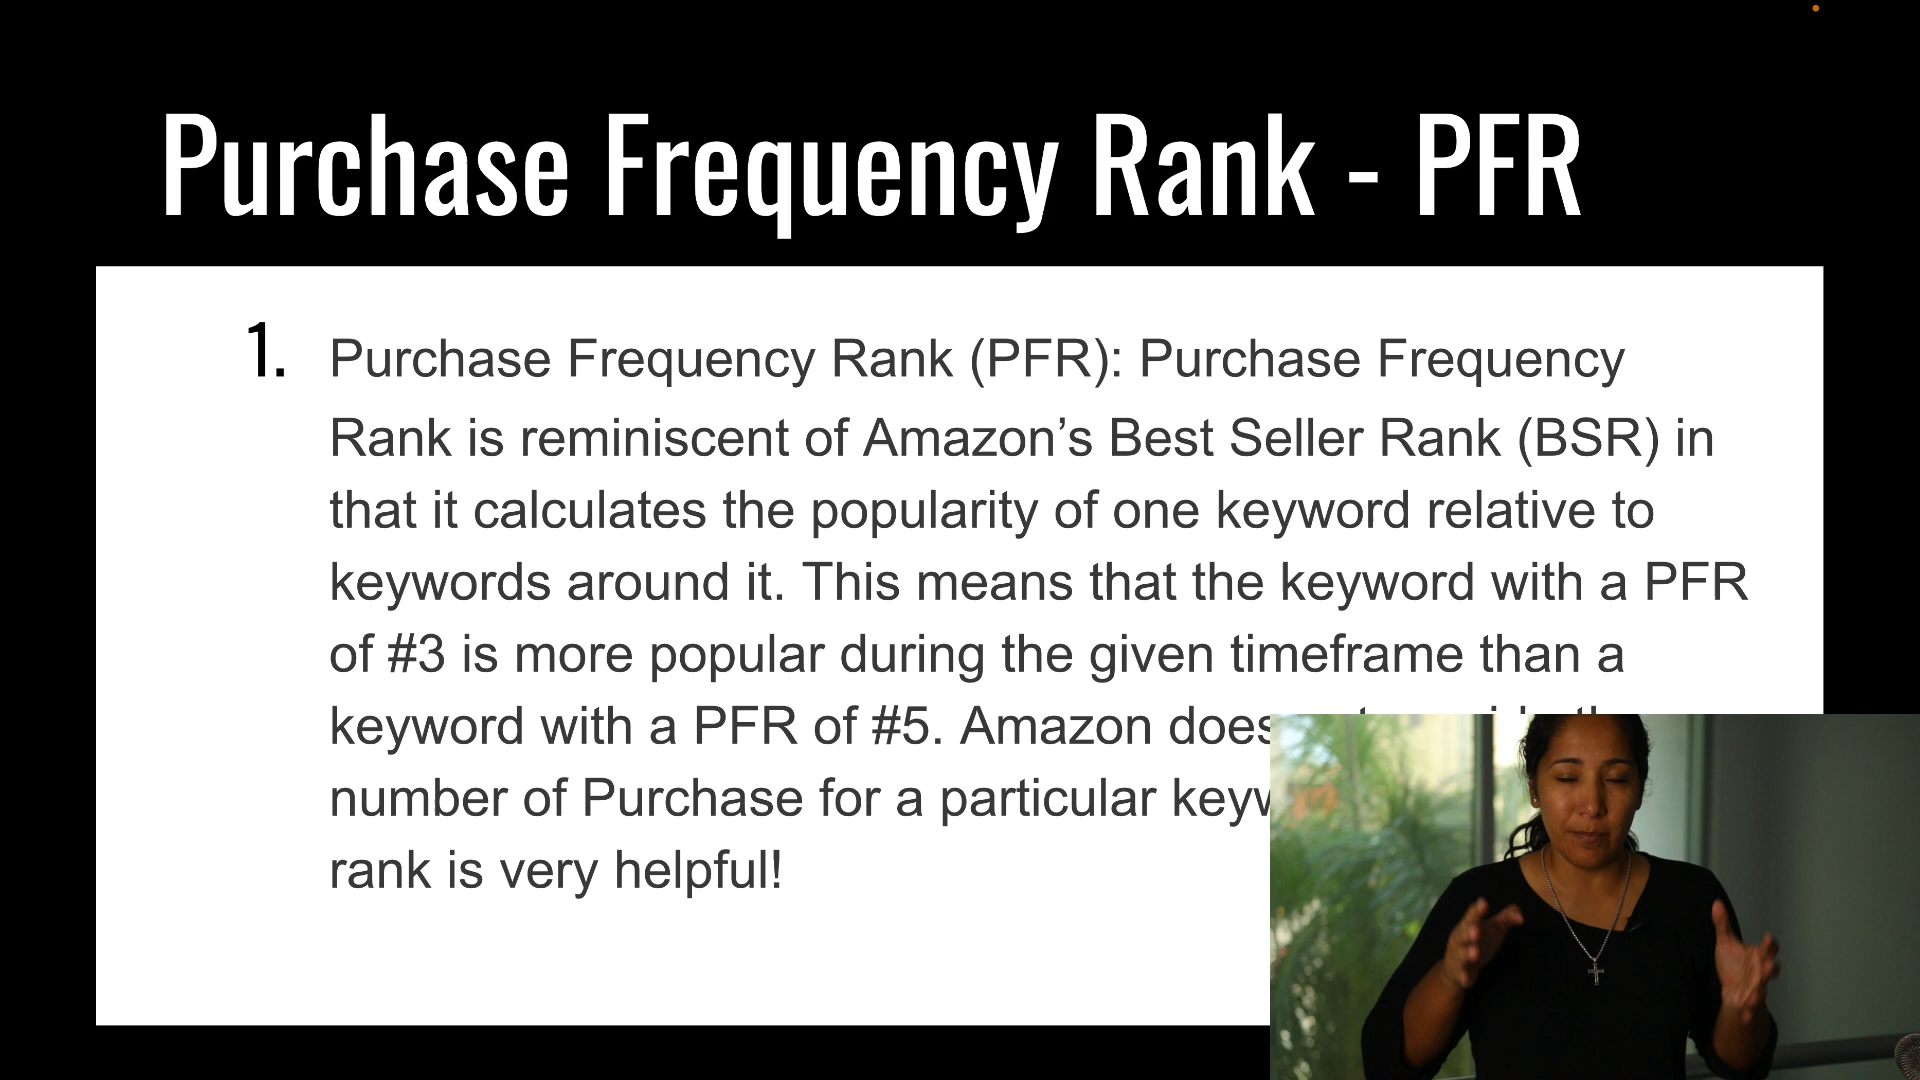 Purchase Frequency Rank - PFR
1. Purchase Frequency Rank (PFR): Purchase Frequency
Rank is reminiscent of Amazon’s Best Seller Rank (BSR) in
that it calculates the popularity of one keyword relative to
keywords around it. This means that the keyword with a PFR
of #3 is more popular during the given timeframe than a
keyword with a PFR of #5. Amazon does
number of Purchase for a particular
rank is very helpful!